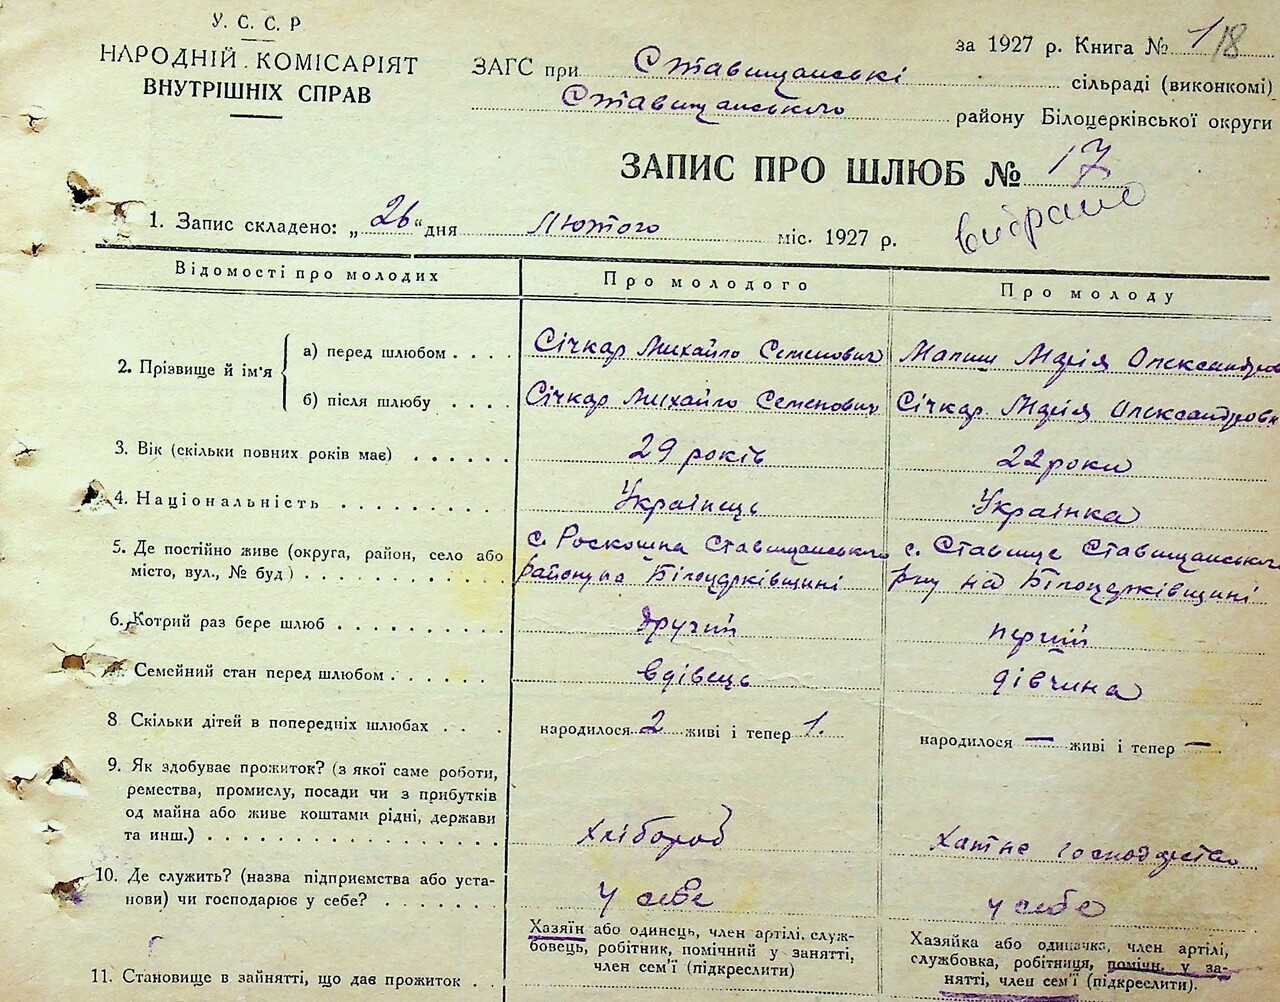 У. С. С. Р
НАРОДНІЙ КОМІСАРІЯТ
ВНУТРІШНІХ СПРАВ
за 1927 р. Книга № 1/18
ЗАГС при Ставищанські сільраді (виконкомі)
Ставищанського району Білоцерківської округи
ЗАПИС ПРО ШЛЮБ № 17
вибрано
1. Запис складено: „26“ дня Лютого міс. 1927 р.
Відомості про молодих Про молодого Про молоду
2. Прізвище й ім'я
а) перед шлюбом . . . . Січкар Михайло Семенович Марія Олександров
б) після шлюбу . . . . Січкар Михайло Семенович Січкар Марія Олександровн
3. Вік (скільки повних років має) . . . . . . 29 років 22 роки
4. Національність . . . . . . . . . . Українець Українка
5. Де постійно живе (округа, район, село або місто, вул., № буд) . . . . . . . . . . . .
с. Роскошна Ставищанського
району на Білоцерківщині
с. Ставище Ставищанського
р-ну на Білоцерківщині
6. Котрий раз бере шлюб . . . . . . . . . . другий перший
Семейний стан перед шлюбом . . . . . . вдівець дівчина
8 Скільки дітей в попередніх шлюбах . . . народилося 2 живі і тепер 1. народилося — живі і тепер —
9. Як здобуває прожиток? (з якої саме роботи,
ремества, промислу, посади чи з прибутків
од майна або живе коштами рідні, держави
та инш.) . . . . . . . . . . . . . . Хлібороб Хатнє господарство
10. Де служить? (назва підприємства або уста-
нови) чи господарює у себе? . . . . . . . у себе у себе
11. Становище в зайнятті, що дає прожиток . .
Хазяїн або одинець, член артілі, служ-
бовець, робітник, помічний у занятті,
член сем'ї (підкреслити)
Хазяйка або одиначка, член артілі,
службовка, робітниця, помічн. у за-
нятті, член сем'ї (підкреслити).